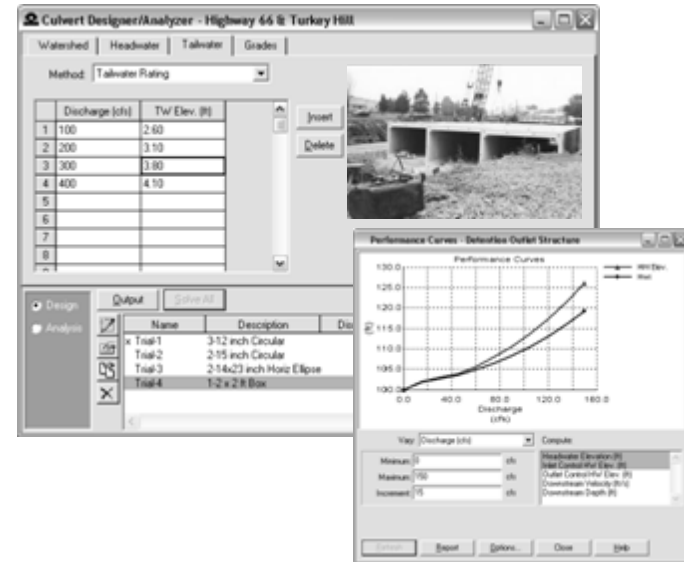 Culvert Designer/Analyzer - Highway 66 & Turkey Hill
Watershed Headwater Tailwater Grades
Method: Tailwater Rating
Discharge (cfs) TW Elev. (ft)
1 100 2.60
2 200 3.10
3 300 3.80
4 400 4.10
5
6
7
8
Insert
Delete
Design
Analysis
Output Solve All
Name Description
x Trial-1 3-12 inch Circular
Trial-2 2-15 inch Circular
Trial-3 2-14x23 inch Horiz Ellipse
Trial-4 1-2 x 2 ft Box
Performance Curves - Detention Outlet Structure
Performance Curves
HW Elev.
130.0
125.0
120.0
115.0
110.0
105.0
100.0
(ft)
0.0 40.0 80.0 120.0 160.0
Discharge
(cfs)
Vary: Discharge (cfs) Compute:
Minimum: 0 cfs
Maximum: 150 cfs
Increment: 15 cfs
Headwater Elevation (ft)
Inlet Control HW Elev. (ft)
Outlet Control HW Elev. (ft)
Downstream Velocity (ft/s)
Downstream Depth (ft)
Report Options... Close Help